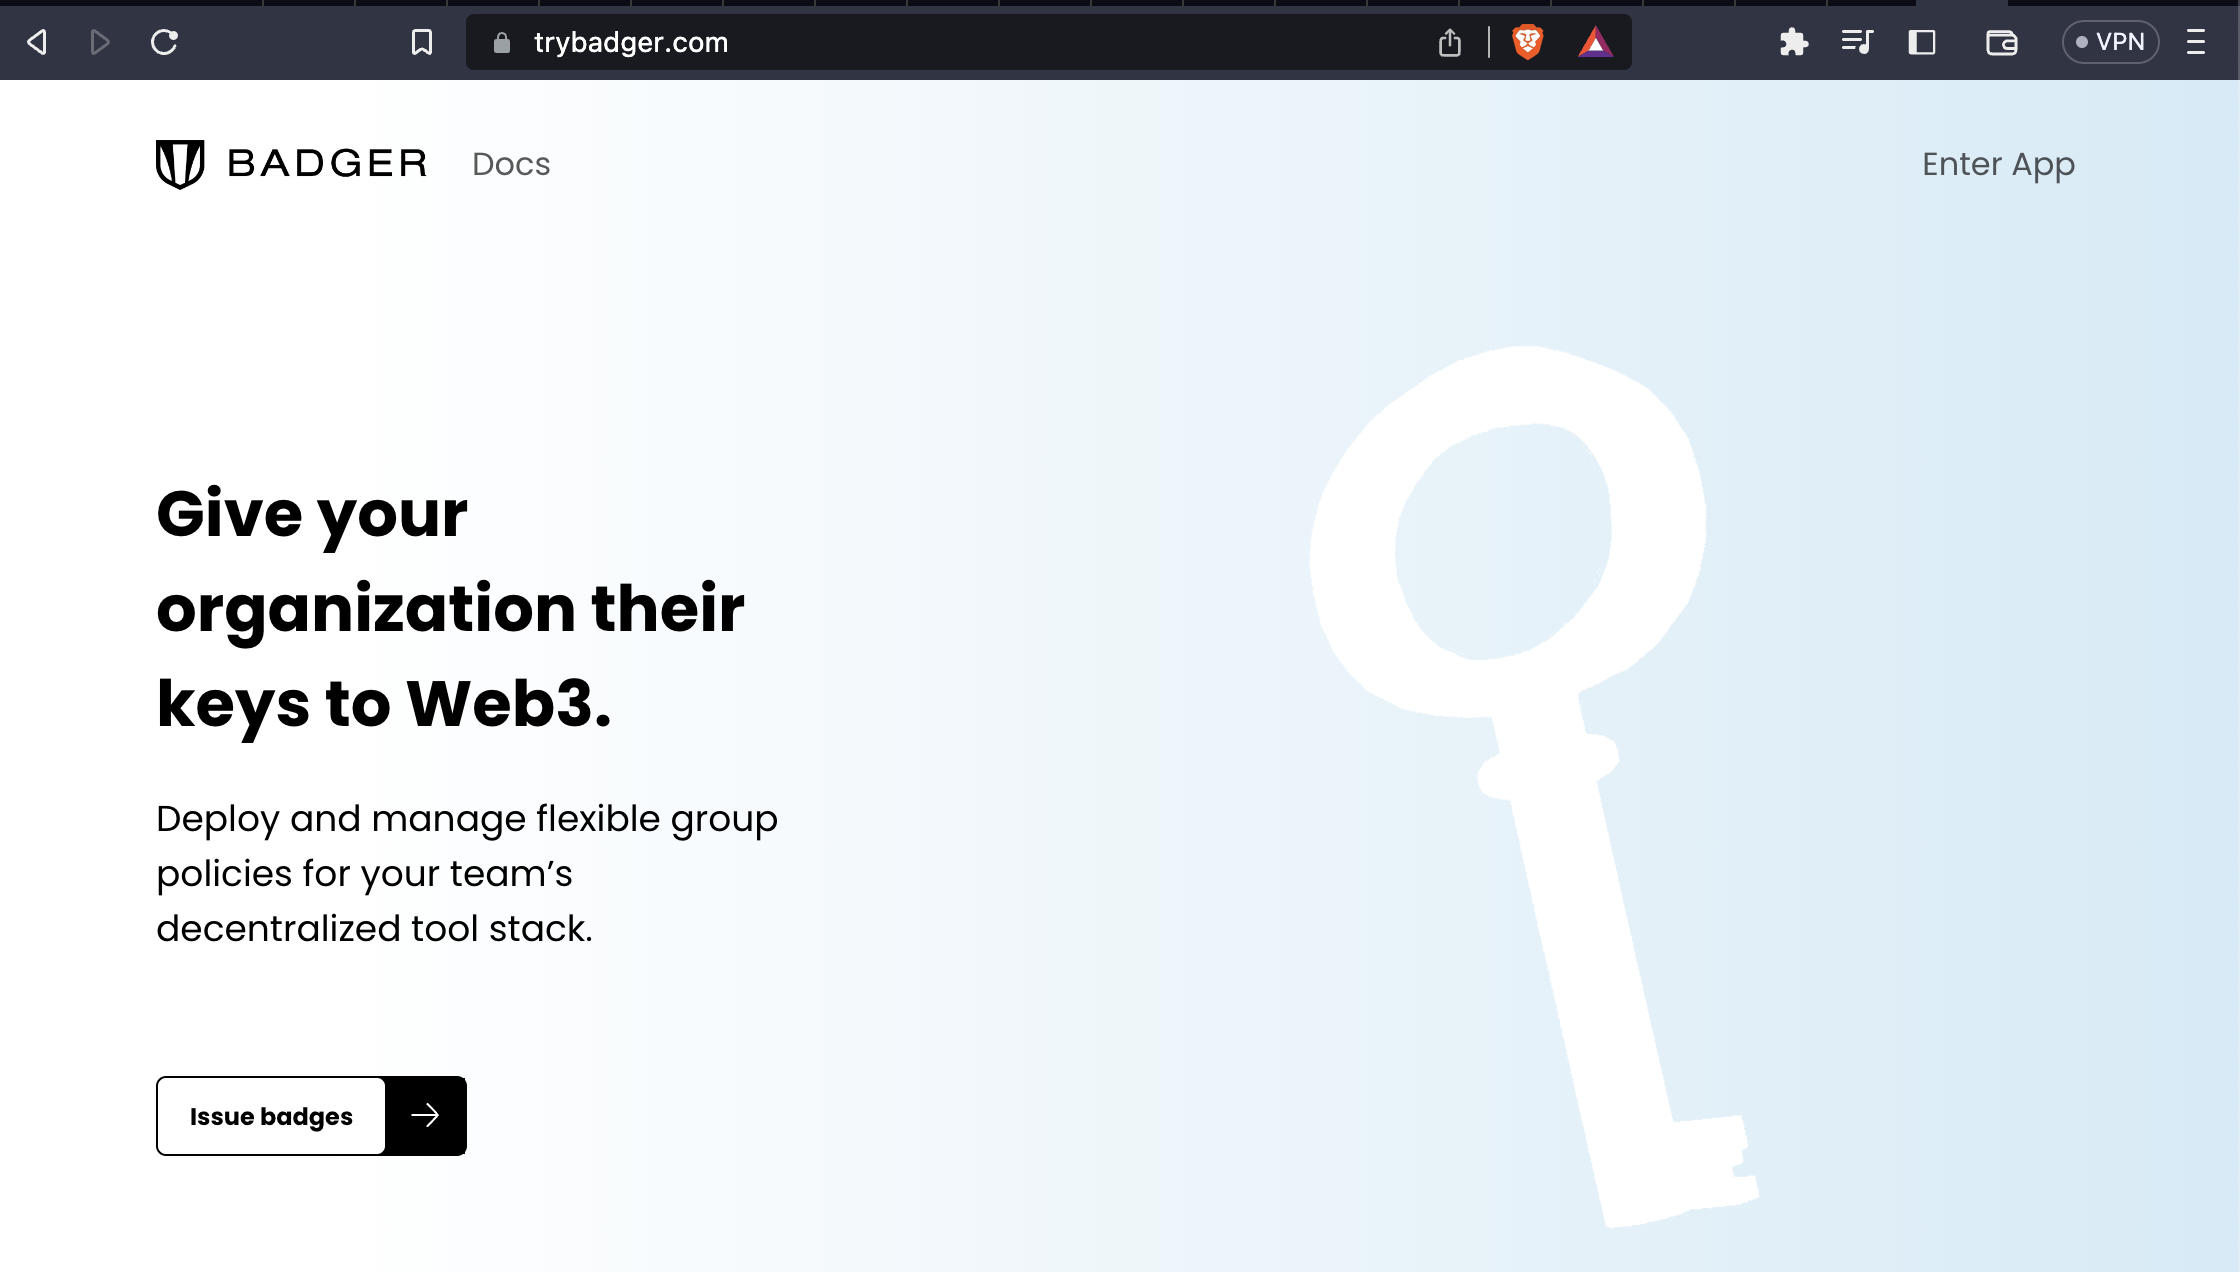 trybadger.com
VPN
BADGER
Docs
Enter App
Give your
organization their
keys to Web3.
Deploy and manage flexible group
policies for your team’s
decentralized tool stack.
Issue badges